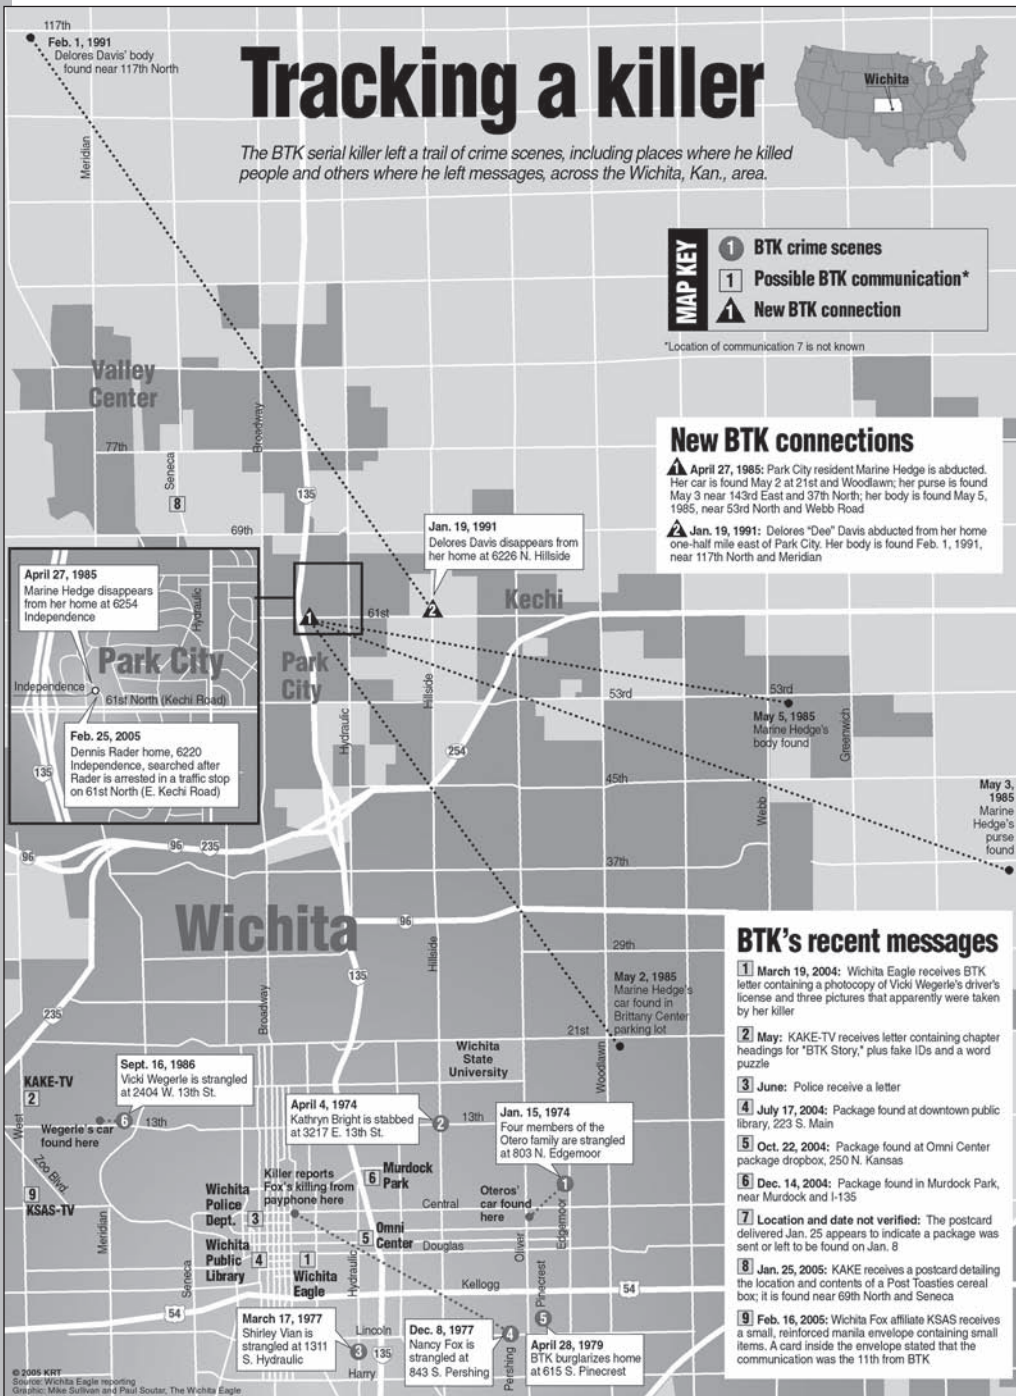 117th
Feb. 1, 1991
Delores Davis' body
found near 117th North
Meridian
Tracking a killer
The BTK serial killer left a trail of crime scenes, including places where he killed
people and others where he left messages, across the Wichita, Kan., area.
Wichita
MAP KEY
1 BTK crime scenes
1 Possible BTK communication*
1 New BTK connection
*Location of communication 7 is not known
Valley
Center
77th
Seneca
8
Broadway
135
69th
New BTK connections
1 April 27, 1985: Park City resident Marine Hedge is abducted.
Her car is found May 2 at 21st and Woodlawn; her purse is found
May 3 near 143rd East and 37th North; her body is found May 5,
1985, near 53rd North and Webb Road
2 Jan. 19, 1991: Delores "Dee" Davis abducted from her home
one-half mile east of Park City. Her body is found Feb. 1, 1991,
near 117th North and Meridian
Jan. 19, 1991
Delores Davis disappears from
her home at 6226 N. Hillside
April 27, 1985
Marine Hedge disappears
from her home at 6254
Independence
Hydraulic
Park City
Independence
61st North (Kechi Road)
Feb. 25, 2005
Dennis Rader home, 6220
Independence, searched after
Rader is arrested in a traffic stop
on 61st North (E. Kechi Road)
135
1
61st
2
Kechi
Park
City
Hillside
Hydraulic
53rd
53rd
May 5, 1985
Marine Hedge's
body found
Greenwich
254
45th
Webb
May 3,
1985
Marine
Hedge's
purse
found
96
96
235
37th
Wichita
96
Hillside
29th
135
Broadway
235
May 2, 1985
Marine Hedge's
car found in
Brittany Center
parking lot
21st
Woodlawn
Wichita
State
University
BTK's recent messages
1 March 19, 2004: Wichita Eagle receives BTK
letter containing a photocopy of Vicki Wegerle's driver's
license and three pictures that apparently were taken
by her killer
2 May: KAKE-TV receives letter containing chapter
headings for "BTK Story," plus fake IDs and a word
puzzle
3 June: Police receive a letter
4 July 17, 2004: Package found at downtown public
library, 223 S. Main
5 Oct. 22, 2004: Package found at Omni Center
package dropbox, 250 N. Kansas
6 Dec. 14, 2004: Package found in Murdock Park,
near Murdock and I-135
7 Location and date not verified: The postcard
delivered Jan. 25 appears to indicate a package was
sent or left to be found on Jan. 8
8 Jan. 25, 2005: KAKE receives a postcard detailing
the location and contents of a Post Toasties cereal
box; it is found near 69th North and Seneca
9 Feb. 16, 2005: Wichita Fox affiliate KSAS receives
a small, reinforced manila envelope containing small
items. A card inside the envelope stated that the
communication was the 11th from BTK
KAKE-TV
2
West
Sept. 16, 1986
Vicki Wegerle is strangled
at 2404 W. 13th St.
6
13th
Wegerle's car
found here
Zoo Blvd.
9
KSAS-TV
Meridian
April 4, 1974
Kathryn Bright is stabbed
at 3217 E. 13th St.
2
13th
Jan. 15, 1974
Four members of the
Otero family are strangled
at 803 N. Edgemoor
1
Killer reports
Fox's killing from
payphone here
6
Murdock
Park
Central
Oteros'
car found
here
Oliver
Edgemoor
Wichita
Police
Dept.
3
5
Omni
Center
Douglas
Wichita
Public
Library
4
1
Wichita
Eagle
Hydraulic
Seneca
Kellogg
54
54
Pinecrest
March 17, 1977
Shirley Vian is
strangled at 1311
S. Hydraulic
Lincoln
3
135
Harry
Dec. 8, 1977
Nancy Fox is
strangled at
843 S. Pershing
4
Pershing
5
April 28, 1979
BTK burglarizes home
at 615 S. Pinecrest
© 2005 KRT
Source: Wichita Eagle reporting
Graphic: Mike Sullivan and Paul Soutar, The Wichita Eagle